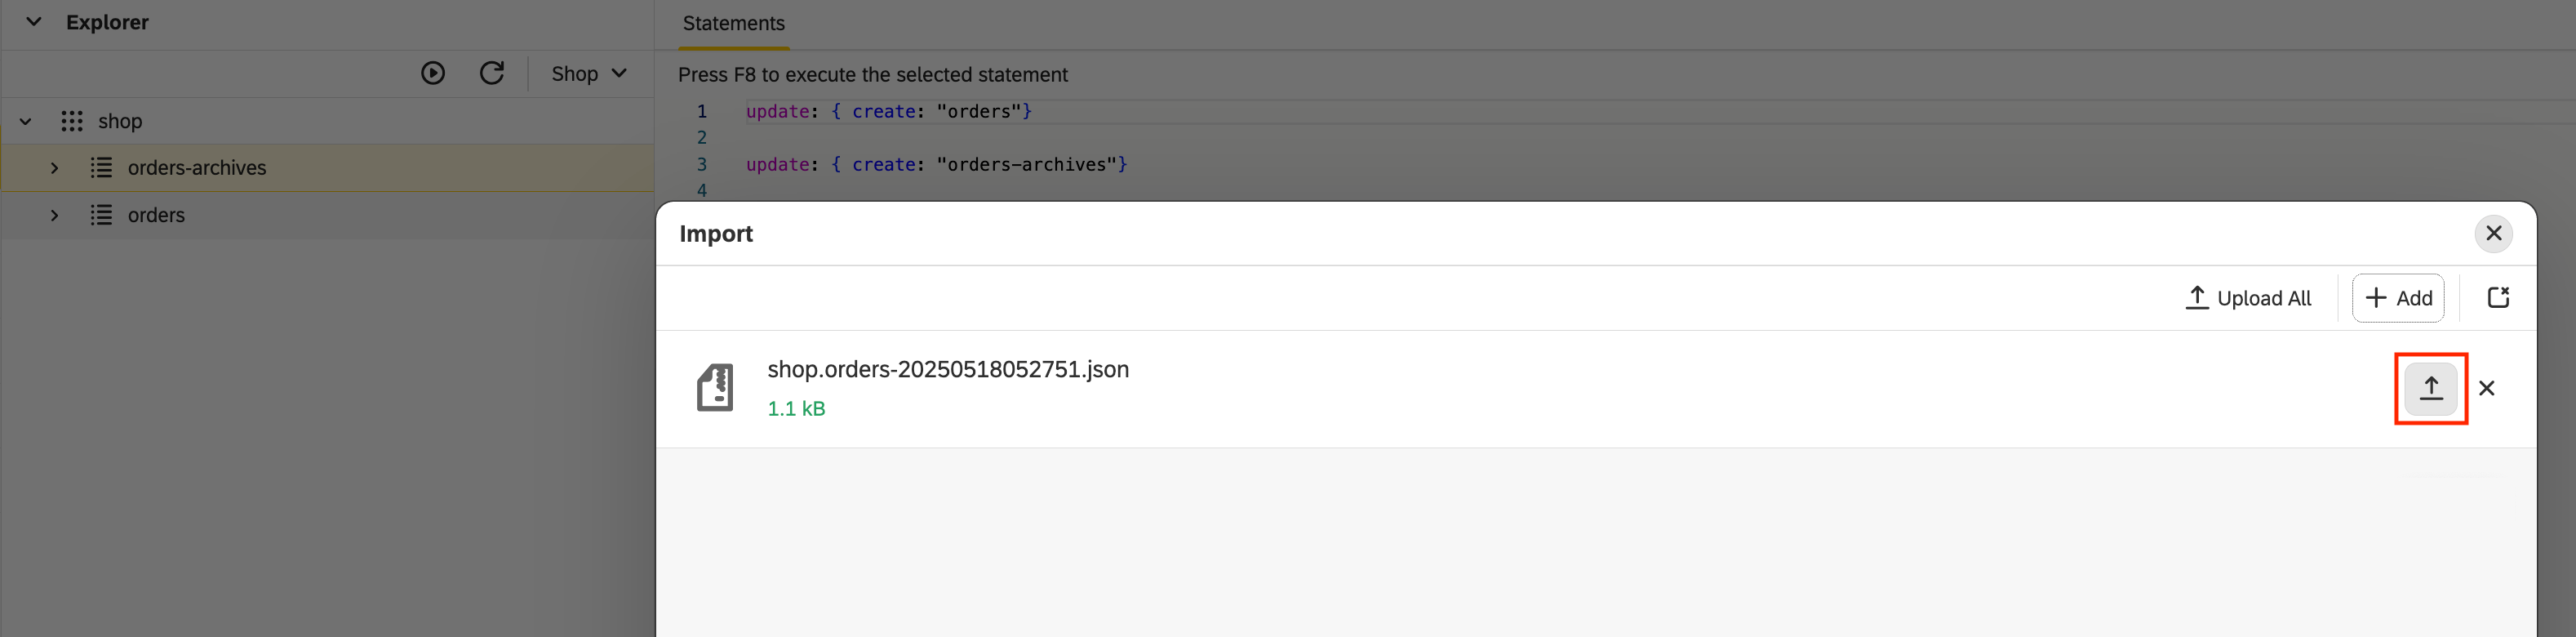 Explorer
Shop
shop
orders-archives
orders
Statements
Press F8 to execute the selected statement
1 update: { create: "orders"}
2
3 update: { create: "orders-archives"}
4
Import
Upload All
Add
shop.orders-20250518052751.json
1.1 kB